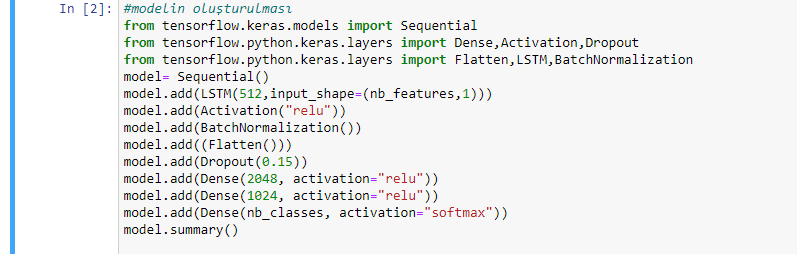 In [2]: #modelin oluşturulması
from tensorflow.keras.models import Sequential
from tensorflow.python.keras.layers import Dense,Activation,Dropout
from tensorflow.python.keras.layers import Flatten,LSTM,BatchNormalization
model= Sequential()
model.add(LSTM(512,input_shape=(nb_features,1)))
model.add(Activation("relu"))
model.add(BatchNormalization())
model.add((Flatten()))
model.add(Dropout(0.15))
model.add(Dense(2048, activation="relu"))
model.add(Dense(1024, activation="relu"))
model.add(Dense(nb_classes, activation="softmax"))
model.summary()